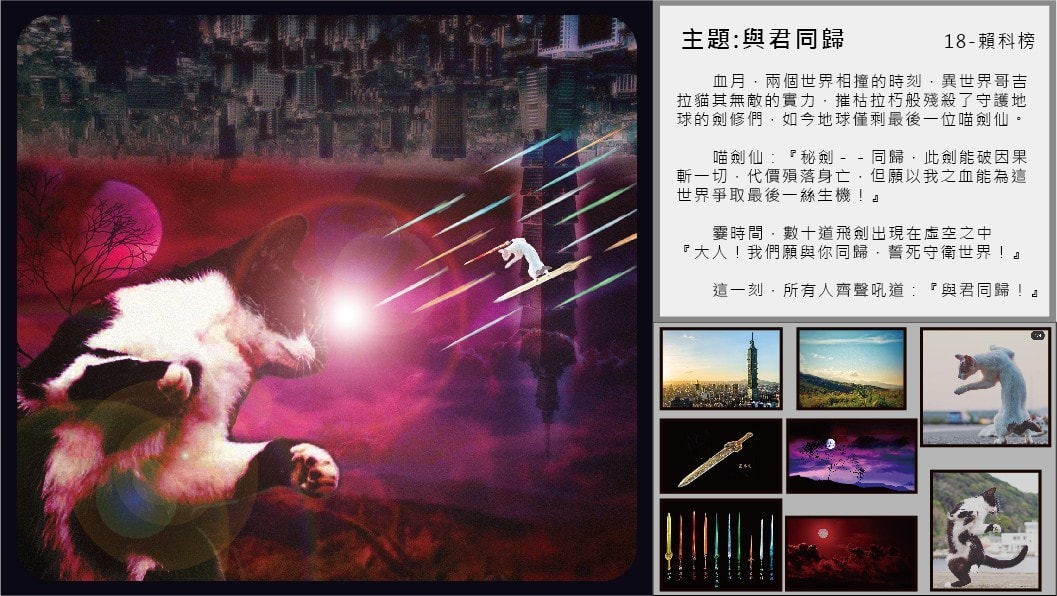 主題:與君同歸
18-賴科榜
血月，兩個世界相撞的時刻，異世界哥吉
拉貓其無敵的實力，摧枯拉朽般殘殺了守護地
球的劍修們，如今地球僅剩最後一位喵劍仙。
喵劍仙：『秘劍－－同歸，此劍能破因果
斬一切，代價殞落身亡，但願以我之血能為這
世界爭取最後一絲生機！』
霎時間，數十道飛劍出現在虛空之中
『大人！我們願與你同歸，誓死守衛世界！』
這一刻，所有人齊聲吼道：『與君同歸！』